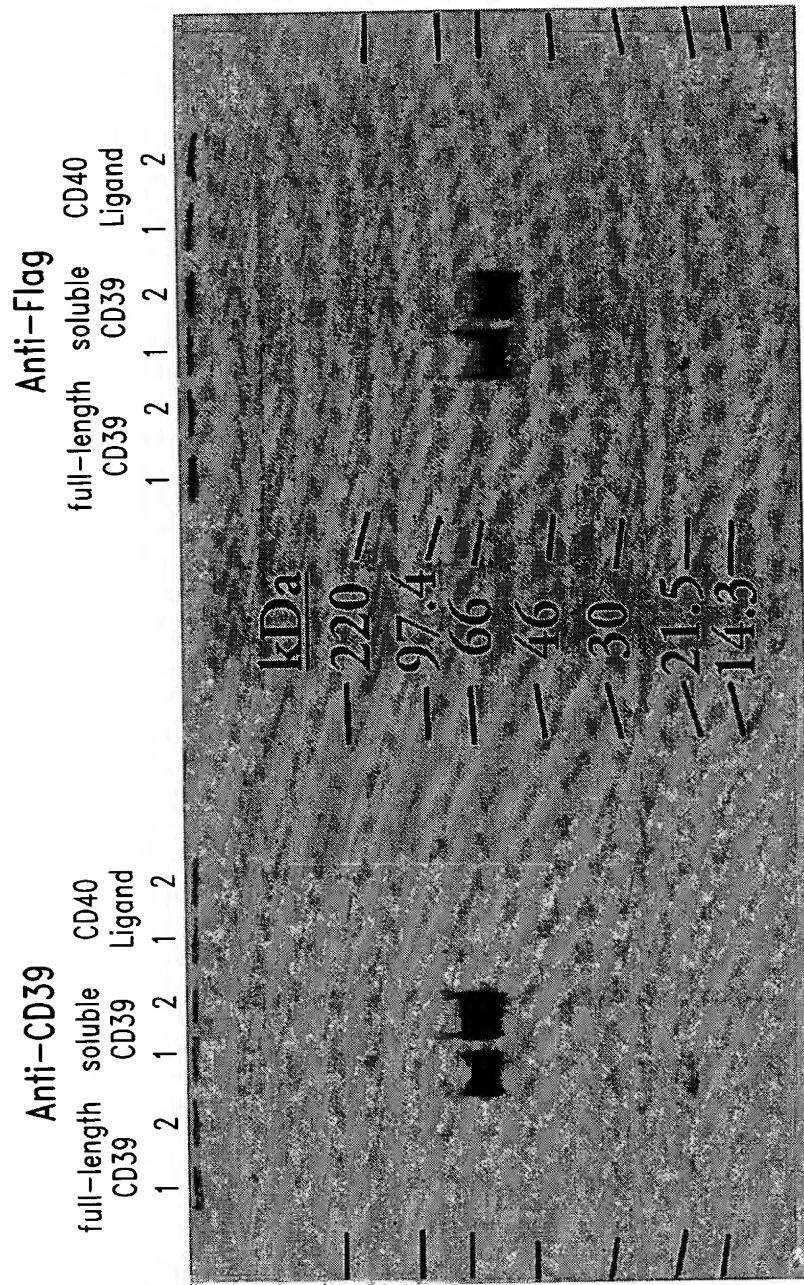 Anti-CD39
full-length soluble CD40
CD39 CD39 Ligand
1 2 1 2 1 2
Anti-Flag
full-length soluble CD40
CD39 CD39 Ligand
1 2 1 2 1 2
kDa
220
97.4
66
46
30
21.5
14.3